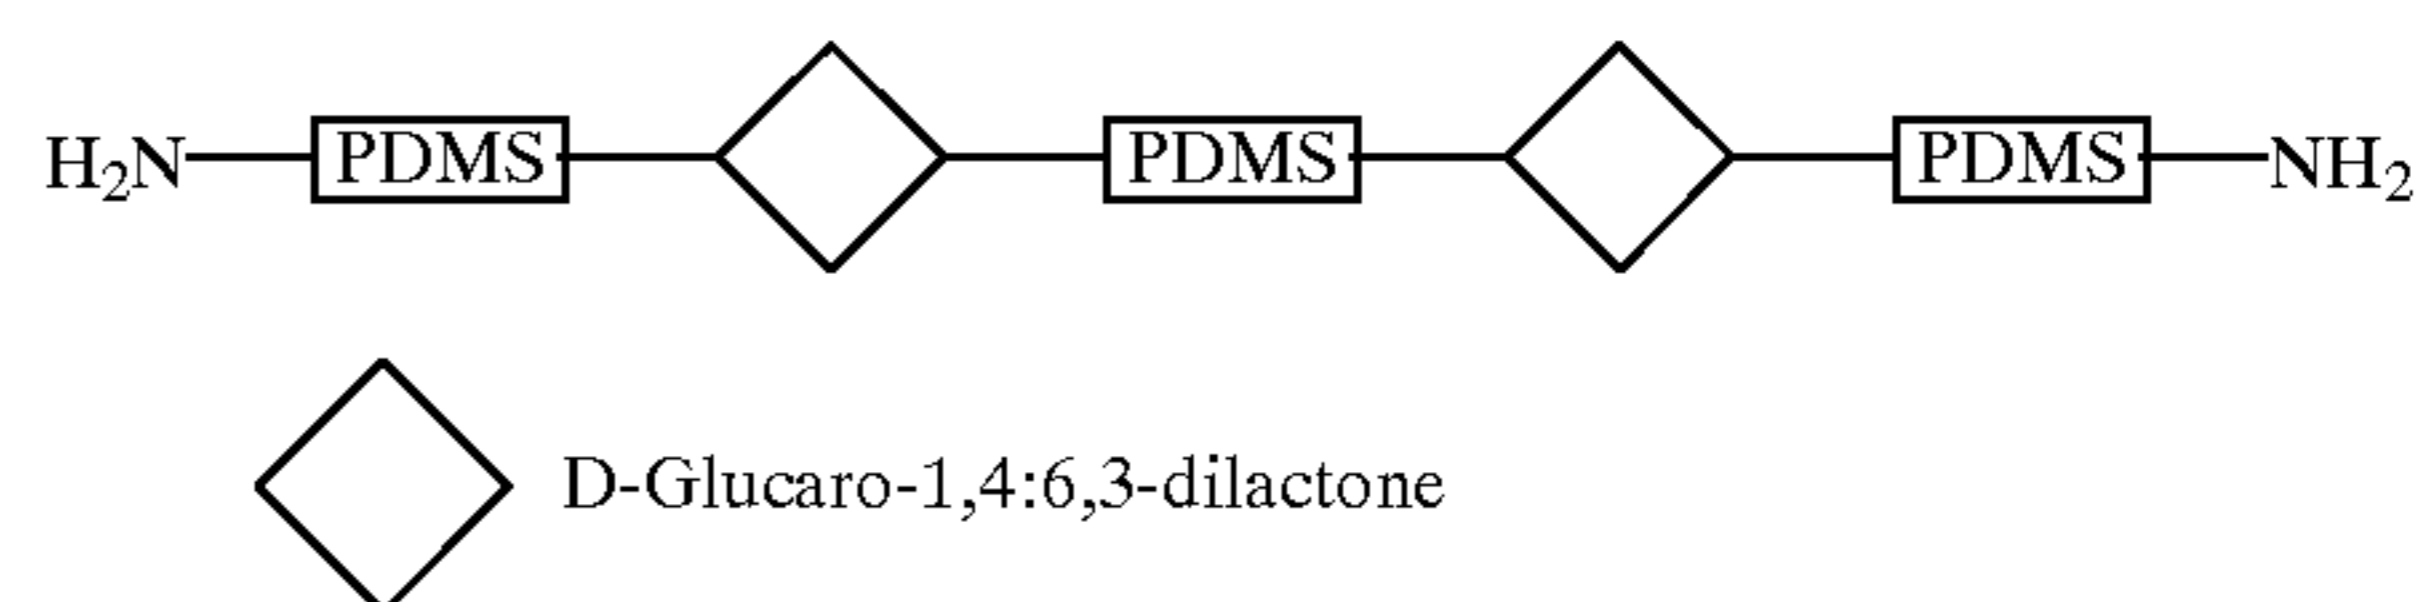 H₂N PDMS PDMS PDMS NH₂
D-Glucaro-1,4:6,3-dilactone